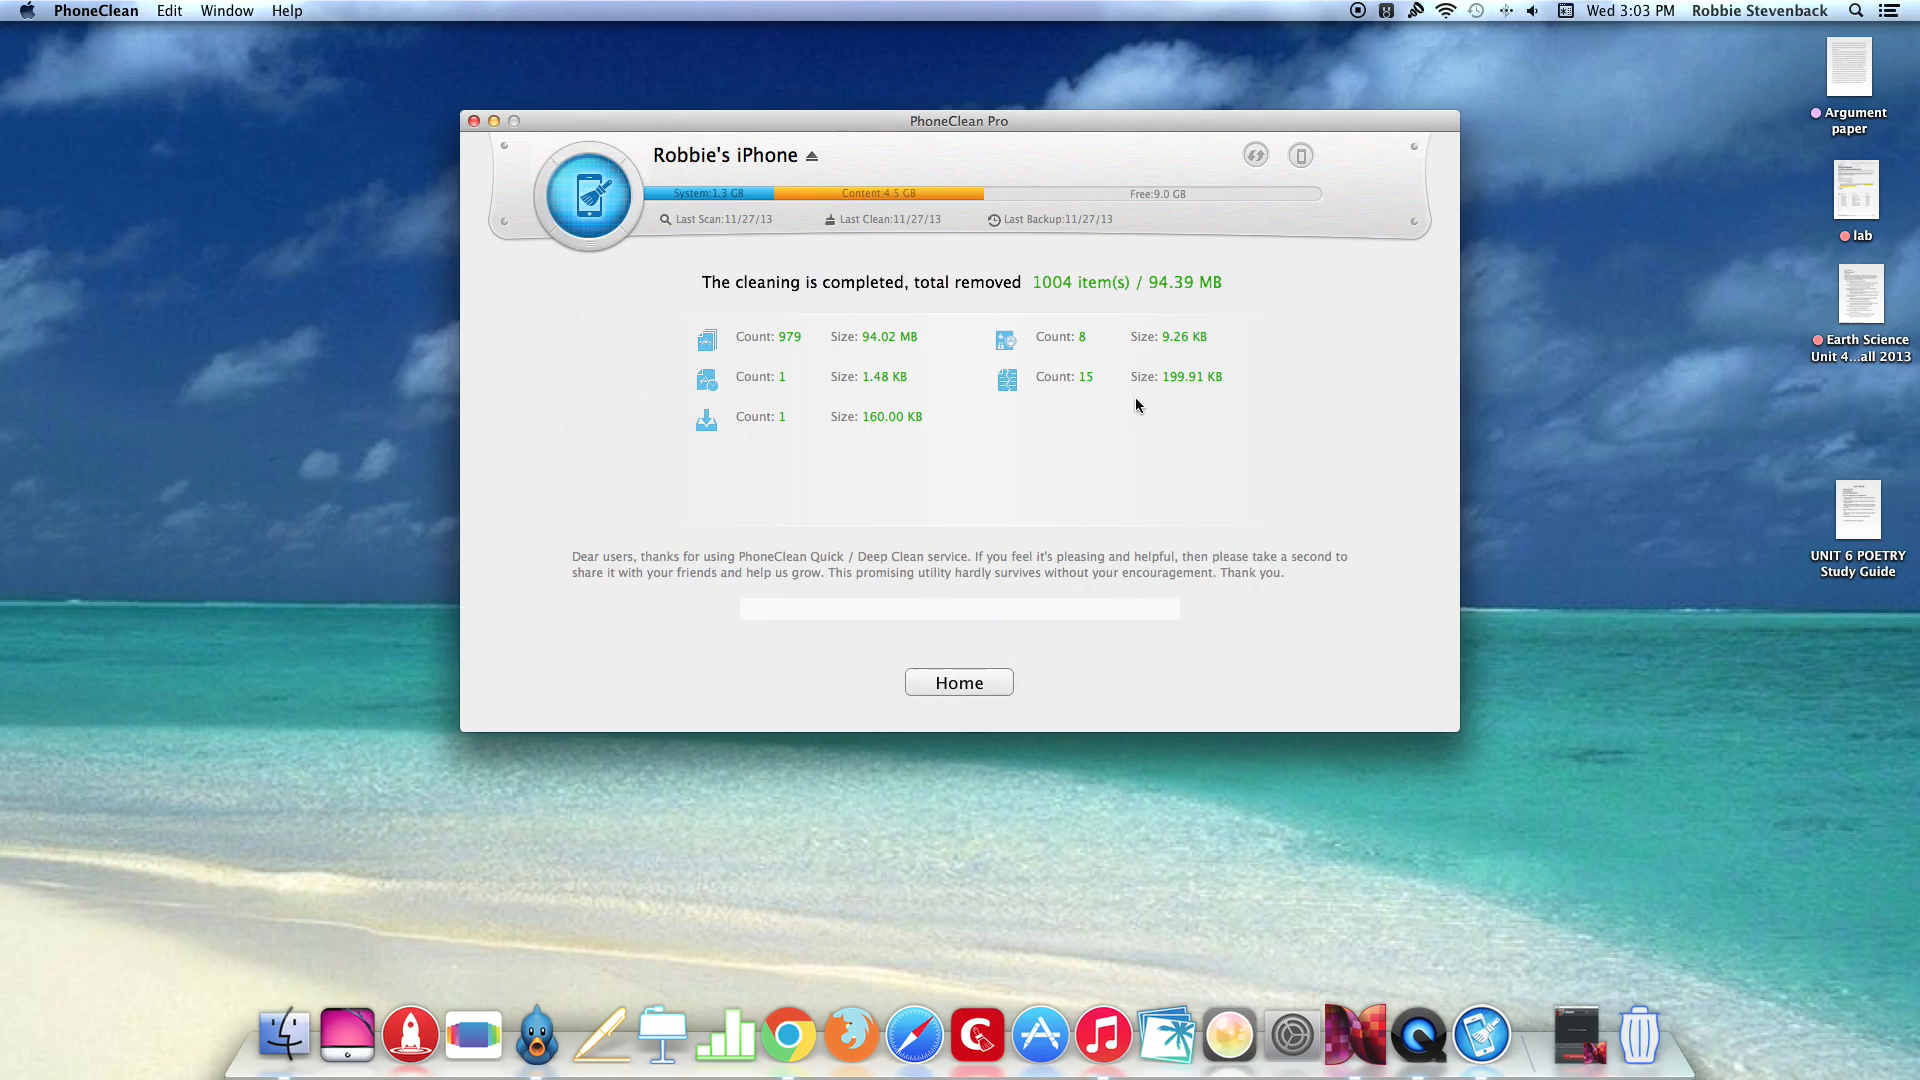 PhoneClean Edit Window Help
Wed 3:03 PM Robbie Stevenback
PhoneClean Pro
Robbie's iPhone
System:1.3 GB Content:4.5 GB Free:9.0 GB
Last Scan:11/27/13 Last Clean:11/27/13 Last Backup:11/27/13
The cleaning is completed, total removed 1004 item(s) / 94.39 MB
Count: 979 Size: 94.02 MB Count: 8 Size: 9.26 KB
Count: 1 Size: 1.48 KB Count: 15 Size: 199.91 KB
Count: 1 Size: 160.00 KB
Dear users, thanks for using PhoneClean Quick / Deep Clean service. If you feel it's pleasing and helpful, then please take a second to
share it with your friends and help us grow. This promising utility hardly survives without your encouragement. Thank you.
Home
Argument
paper
lab
Earth Science
Unit 4...all 2013
UNIT 6 POETRY
Study Guide